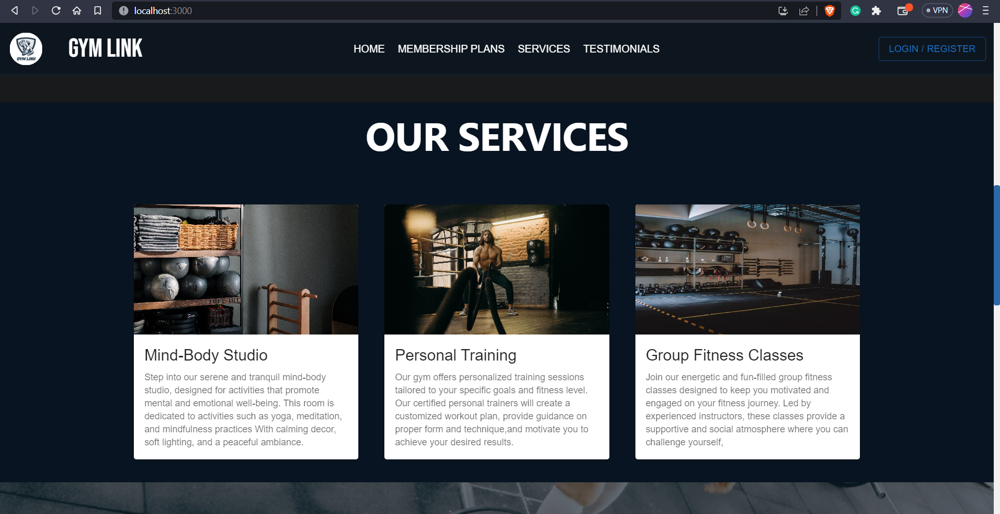 localhost:3000
VPN
GYM LINK
GYM LINK
HOME MEMBERSHIP PLANS SERVICES TESTIMONIALS
LOGIN / REGISTER
OUR SERVICES
Mind-Body Studio
Step into our serene and tranquil mind-body
studio, designed for activities that promote
mental and emotional well-being. This room is
dedicated to activities such as yoga, meditation,
and mindfulness practices With calming decor,
soft lighting, and a peaceful ambiance.
Personal Training
Our gym offers personalized training sessions
tailored to your specific goals and fitness level.
Our certified personal trainers will create a
customized workout plan, provide guidance on
proper form and technique,and motivate you to
achieve your desired results.
Group Fitness Classes
Join our energetic and fun-filled group fitness
classes designed to keep you motivated and
engaged on your fitness journey. Led by
experienced instructors, these classes provide a
supportive and social atmosphere where you can
challenge yourself,